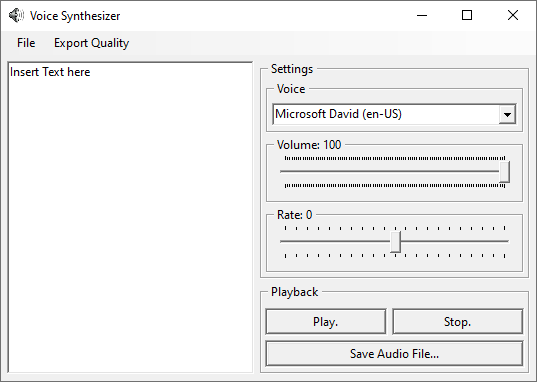 Voice Synthesizer
File Export Quality
Insert Text here
Settings
Voice
Microsoft David (en-US)
Volume: 100
Rate: 0
Playback
Play. Stop.
Save Audio File...